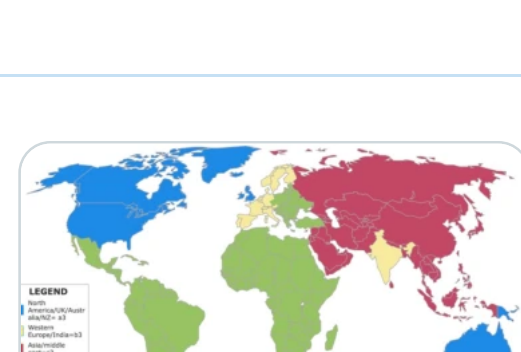 LEGEND
North
America/UK/Austr
alia/NZ= a3
Western
Europe/India=b3
Asia/middle